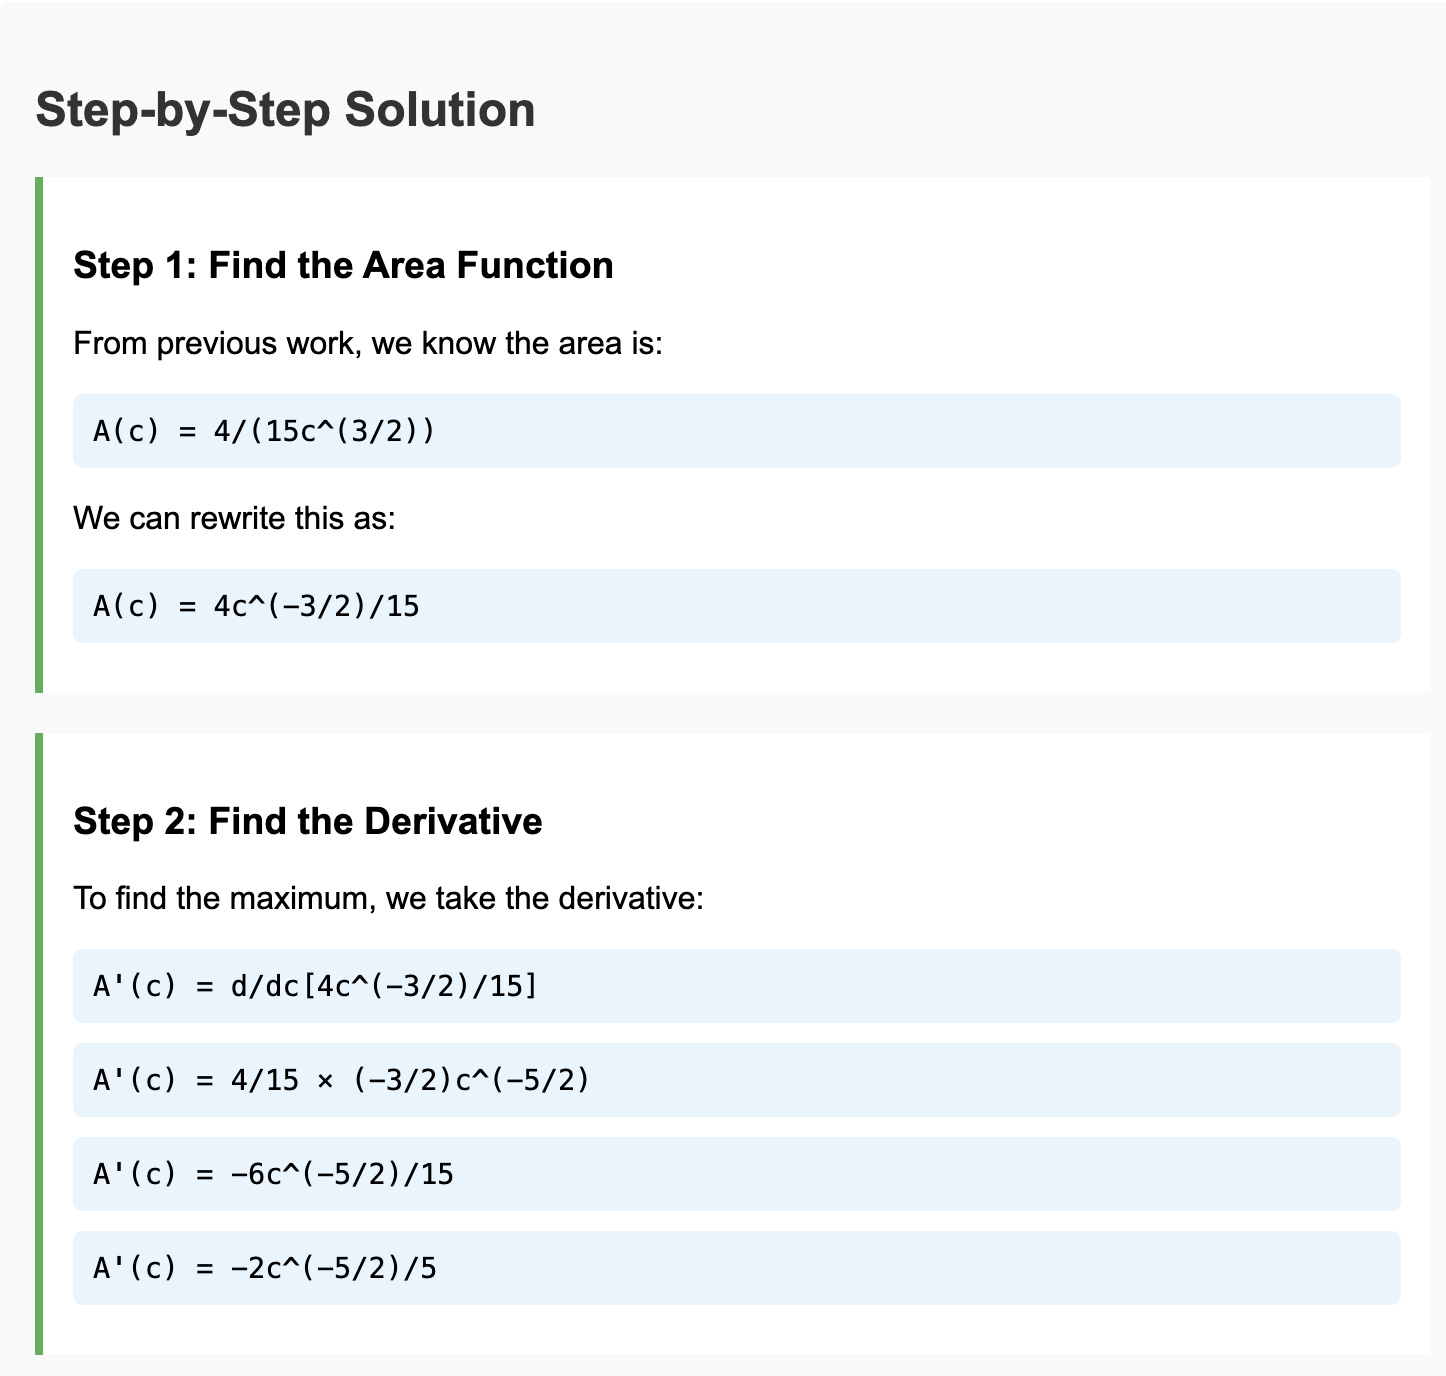 Step-by-Step Solution
Step 1: Find the Area Function
From previous work, we know the area is:
A(c) = 4/(15c^(3/2))
We can rewrite this as:
A(c) = 4c^(−3/2)/15
Step 2: Find the Derivative
To find the maximum, we take the derivative:
A'(c) = d/dc[4c^(−3/2)/15]
A'(c) = 4/15 × (−3/2)c^(−5/2)
A'(c) = −6c^(−5/2)/15
A'(c) = −2c^(−5/2)/5